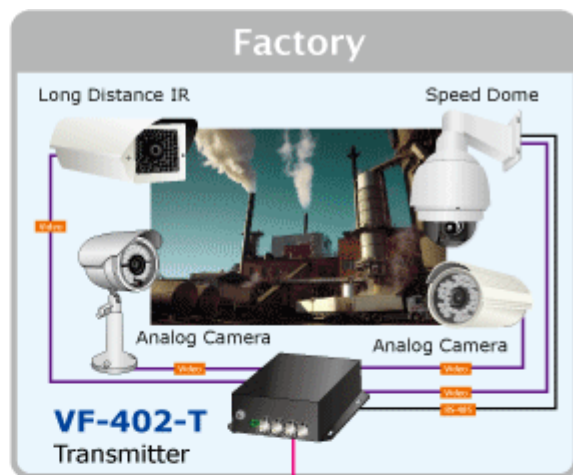 Factory
Long Distance IR
Speed Dome
Video
Analog Camera
Analog Camera
Video
Video
Video
RS-485
VF-402-T
Transmitter